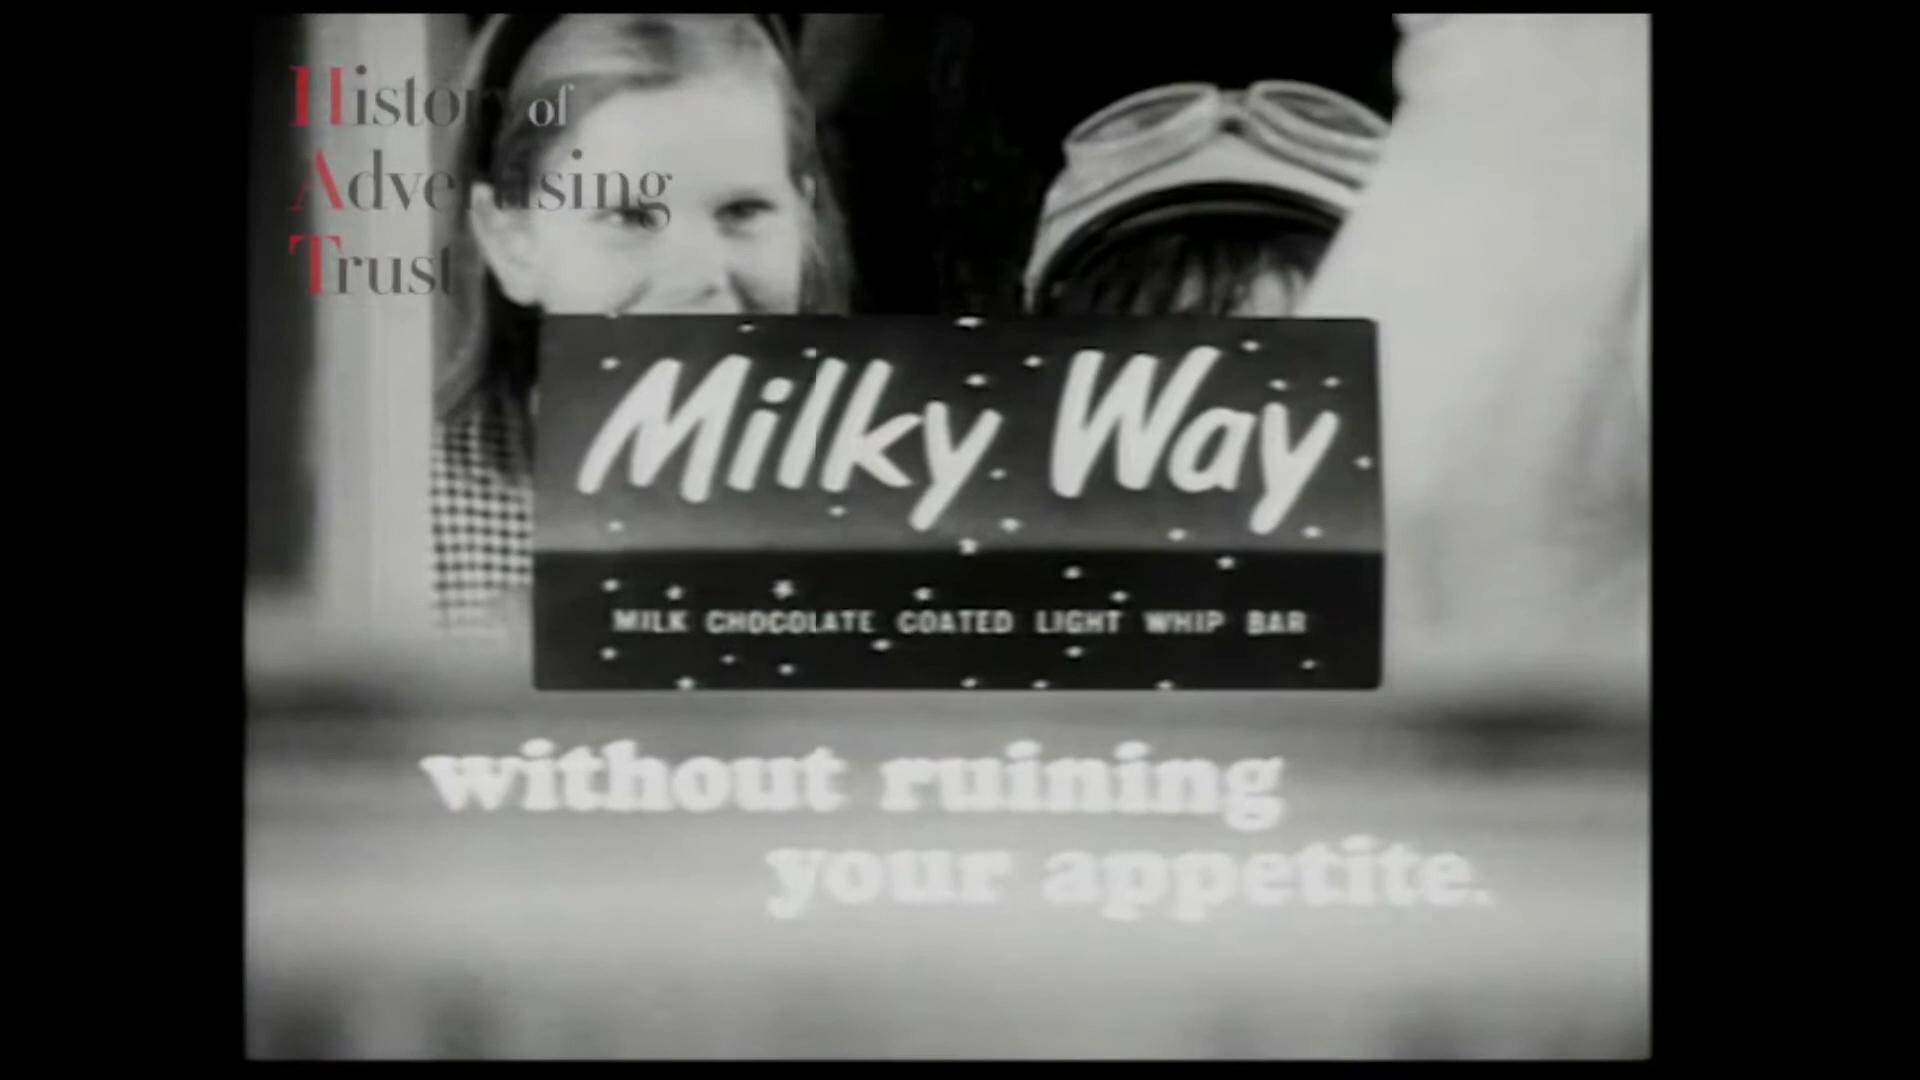 History of
Advertising
Trust
Milky Way
MILK CHOCOLATE COATED LIGHT WHIP BAR
without ruining
your appetite.